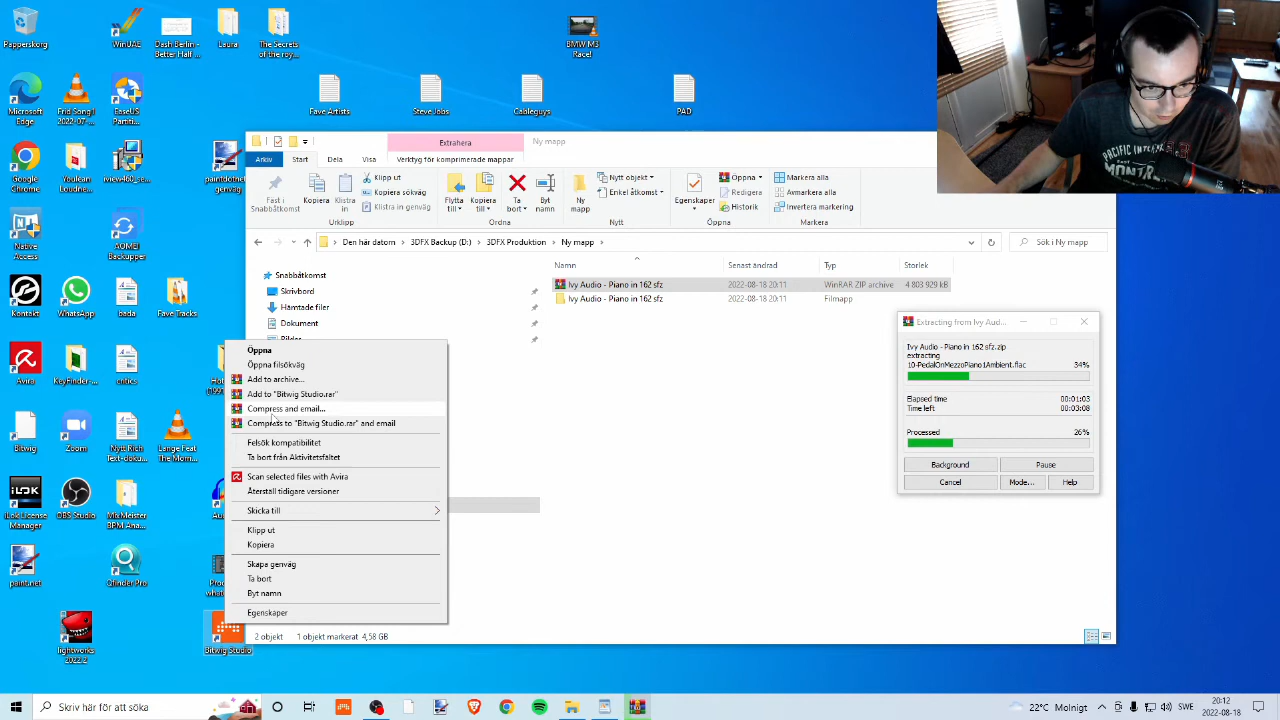 Papperskorg
WinUAE
Dash Berlin -
Better Half ...
Laura
The Secrets
of the roy...
BMW M3
Race!
Microsoft
Edge
Frid Song1
2022-07-...
EaseUS
Partiti...
Fave Artists
Steve Jobs
Cableguys
PAD
Google
Chrome
Youlean
Loudne...
iview460_se...
paintdotnet
genväg
Native
Access
AOMEI
Backupper
Kontakt
WhatsApp
Fave Tracks
Avira
KeyFinder-...
cntics
Bitwig
Zoom
Nytt Rich
Text-doku...
Lange Feat
The Morn...
iLok License
Manager
OBS Studio
MixMeister
BPM Ana...
paint.net
Qfinder Pro
lightworks
2022.2
Bitwig Studio
Extrahera
Ny mapp
Arkiv
Start
Dela
Visa
Verktyg för komprimerade mappar
Fäst i
Snabbåtkomst
Kopiera
Klistra
in
Klipp ut
Kopiera sökväg
Klistra in genväg
Urklipp
Flytta
till
Kopiera
till
Ta
bort
Byt
namn
Ordna
Ny
mapp
Nytt objekt
Enkel åtkomst
Nytt
Egenskaper
Öppna
Redigera
Historik
Öppna
Markera alla
Avmarkera alla
Invertera markering
Markera
Den här datorn
3DFX Backup (D:)
3DFX Produktion
Ny mapp
Sök i Ny mapp
Snabbåtkomst
Skrivbord
Hämtade filer
Dokument
Namn
Senast ändrad
Typ
Storlek
Ivy Audio - Piano in 162 sfz
2022-08-18 20:11
WinRAR ZIP archive
4 803 929 kB
Ivy Audio - Piano in 162 sfz
2022-08-18 20:11
Filmapp
Extracting from Ivy Aud...
Ivy Audio - Piano in 162 sfz.zip
extracting
10-PedalOnMezzoPiano1Ambient.flac
34%
Elapsed time
00:01:03
Time left
00:03:08
Processed
26%
Background
Pause
Cancel
Mode...
Help
Öppna
Öppna filsökväg
Add to archive...
Add to "Bitwig Studio.rar"
Compress and email...
Compress to "Bitwig Studio.rar" and email
Felsök kompatibilitet
Ta bort från Aktivitetsfältet
Scan selected files with Avira
Återställ tidigare versioner
Skicka till
Klipp ut
Kopiera
Skapa genväg
Ta bort
Byt namn
Egenskaper
2 objekt
1 objekt markerat
4,58 GB
PACIFIC
MONTR
Skriv här för att söka
22°C
Molnigt
SWE
20:12
2022-08-18